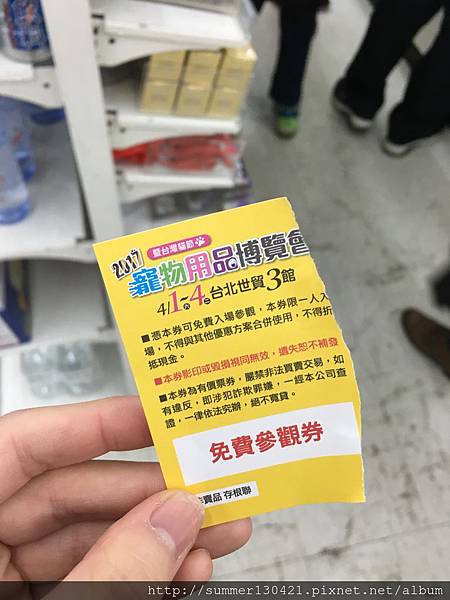 暨台灣貓節
2017
寵物用品博覽會
4/1~4 台北世貿3館
■憑本券可免費入場參觀，本券限一人入
場，不得與其他優惠方案合併使用，不得折
抵現金。
■本券影印或毀損視同無效，遺失恕不補發
■本券為有價票券，嚴禁非法買賣交易，如
有違反，即涉犯詐欺罪嫌，一經本公司查
證，一律依法究辦，絕不寬貸。
免費參觀券
賣品 存根聯
http://summer130421.pixnet.net/album